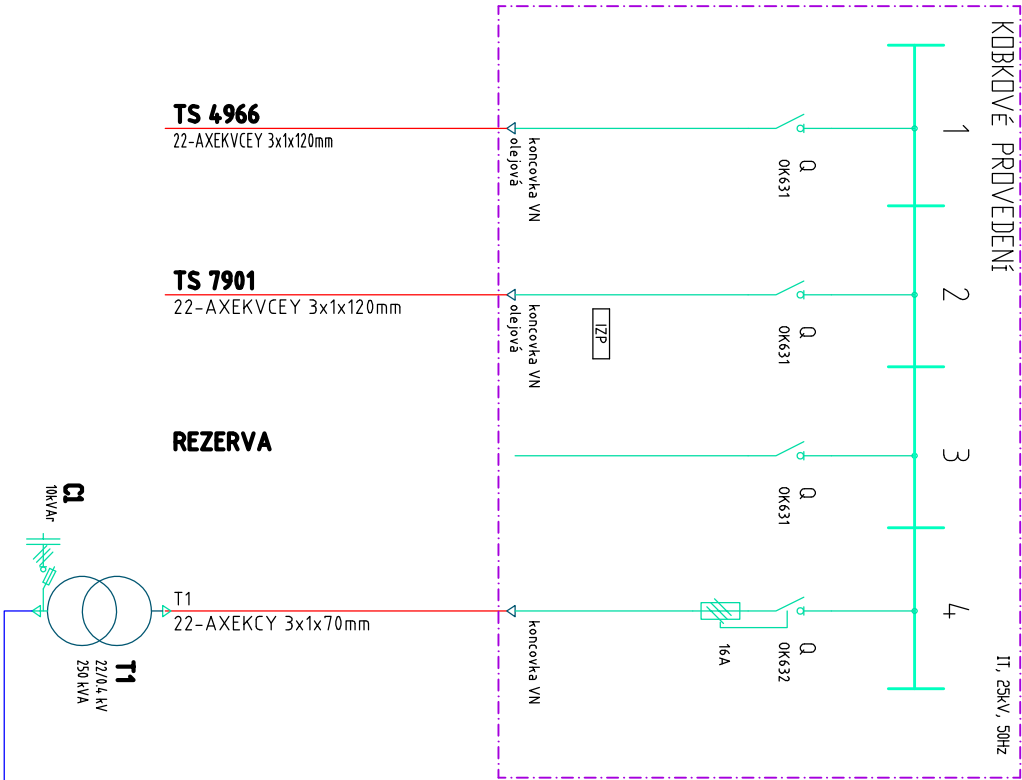 KOBKOVÉ PROVEDENÍ
IT, 25kV, 50Hz
1
Q
OK631
koncovka VN
olejová
TS 4966
22-AXEKVCEY 3x1x120mm
2
Q
OK631
IZP
koncovka VN
olejová
TS 7901
22-AXEKVCEY 3x1x120mm
3
Q
OK631
REZERVA
4
Q
OK632
16A
koncovka VN
T1
22-AXEKCY 3x1x70mm
T1
22/0.4 kV
250 kVA
C1
10kVAr